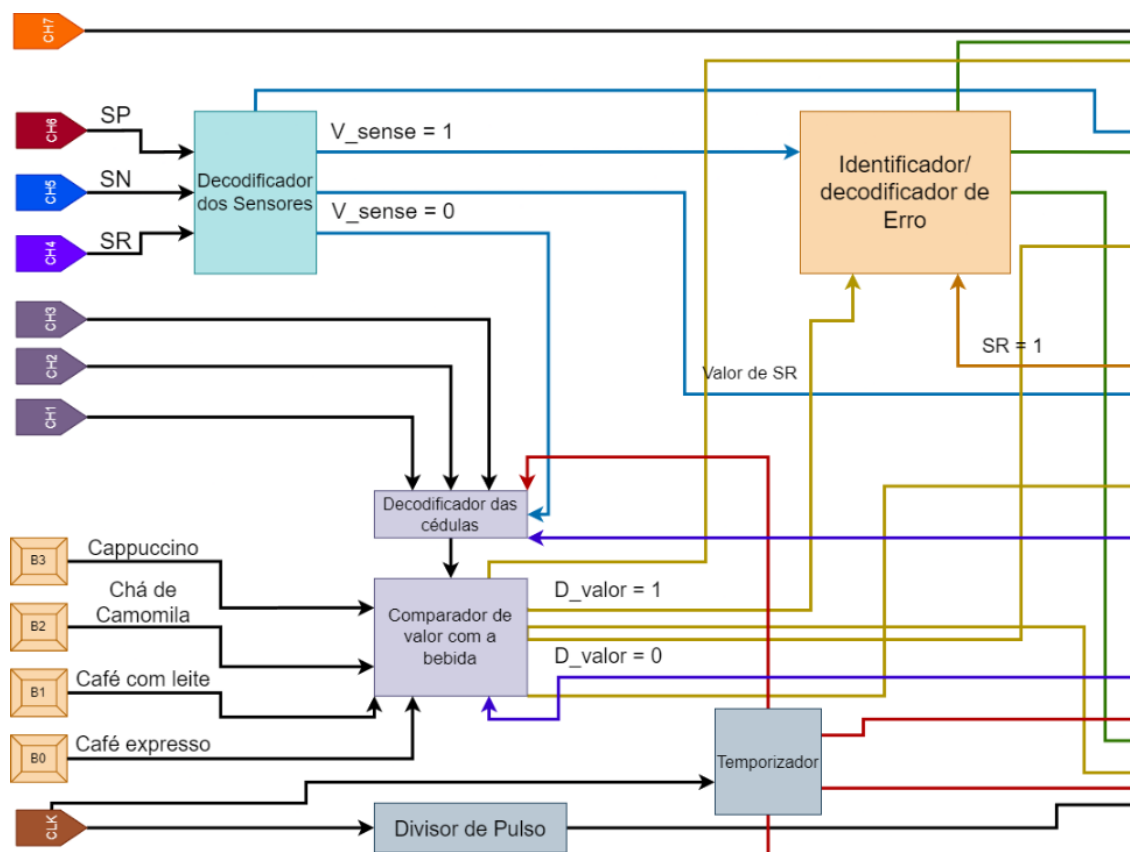 CH7
CH6
SP
CH5
SN
CH4
SR
Decodificador
dos Sensores
V_sense = 1
V_sense = 0
Identificador/
decodificador de
Erro
CH3
CH2
CH1
SR = 1
Valor de SR
Decodificador das
cédulas
B3
Cappuccino
B2
Chá de
Camomila
B1
Café com leite
B0
Café expresso
Comparador de
valor com a
bebida
D_valor = 1
D_valor = 0
Temporizador
CLK
Divisor de Pulso